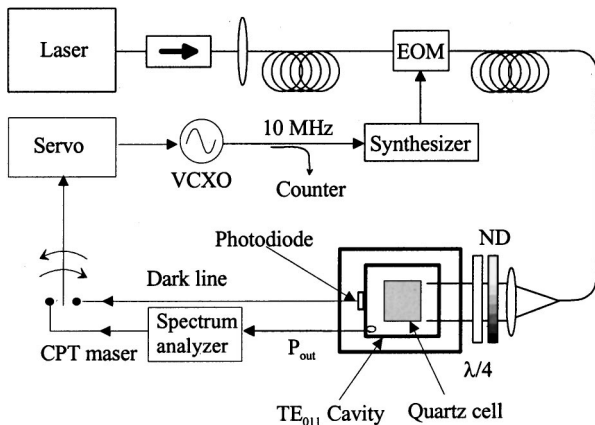 Laser
EOM
Servo
VCXO
10 MHz
Counter
Synthesizer
Photodiode
ND
Dark line
CPT maser
Spectrum
analyzer
P_out
λ/4
TE_011 Cavity
Quartz cell